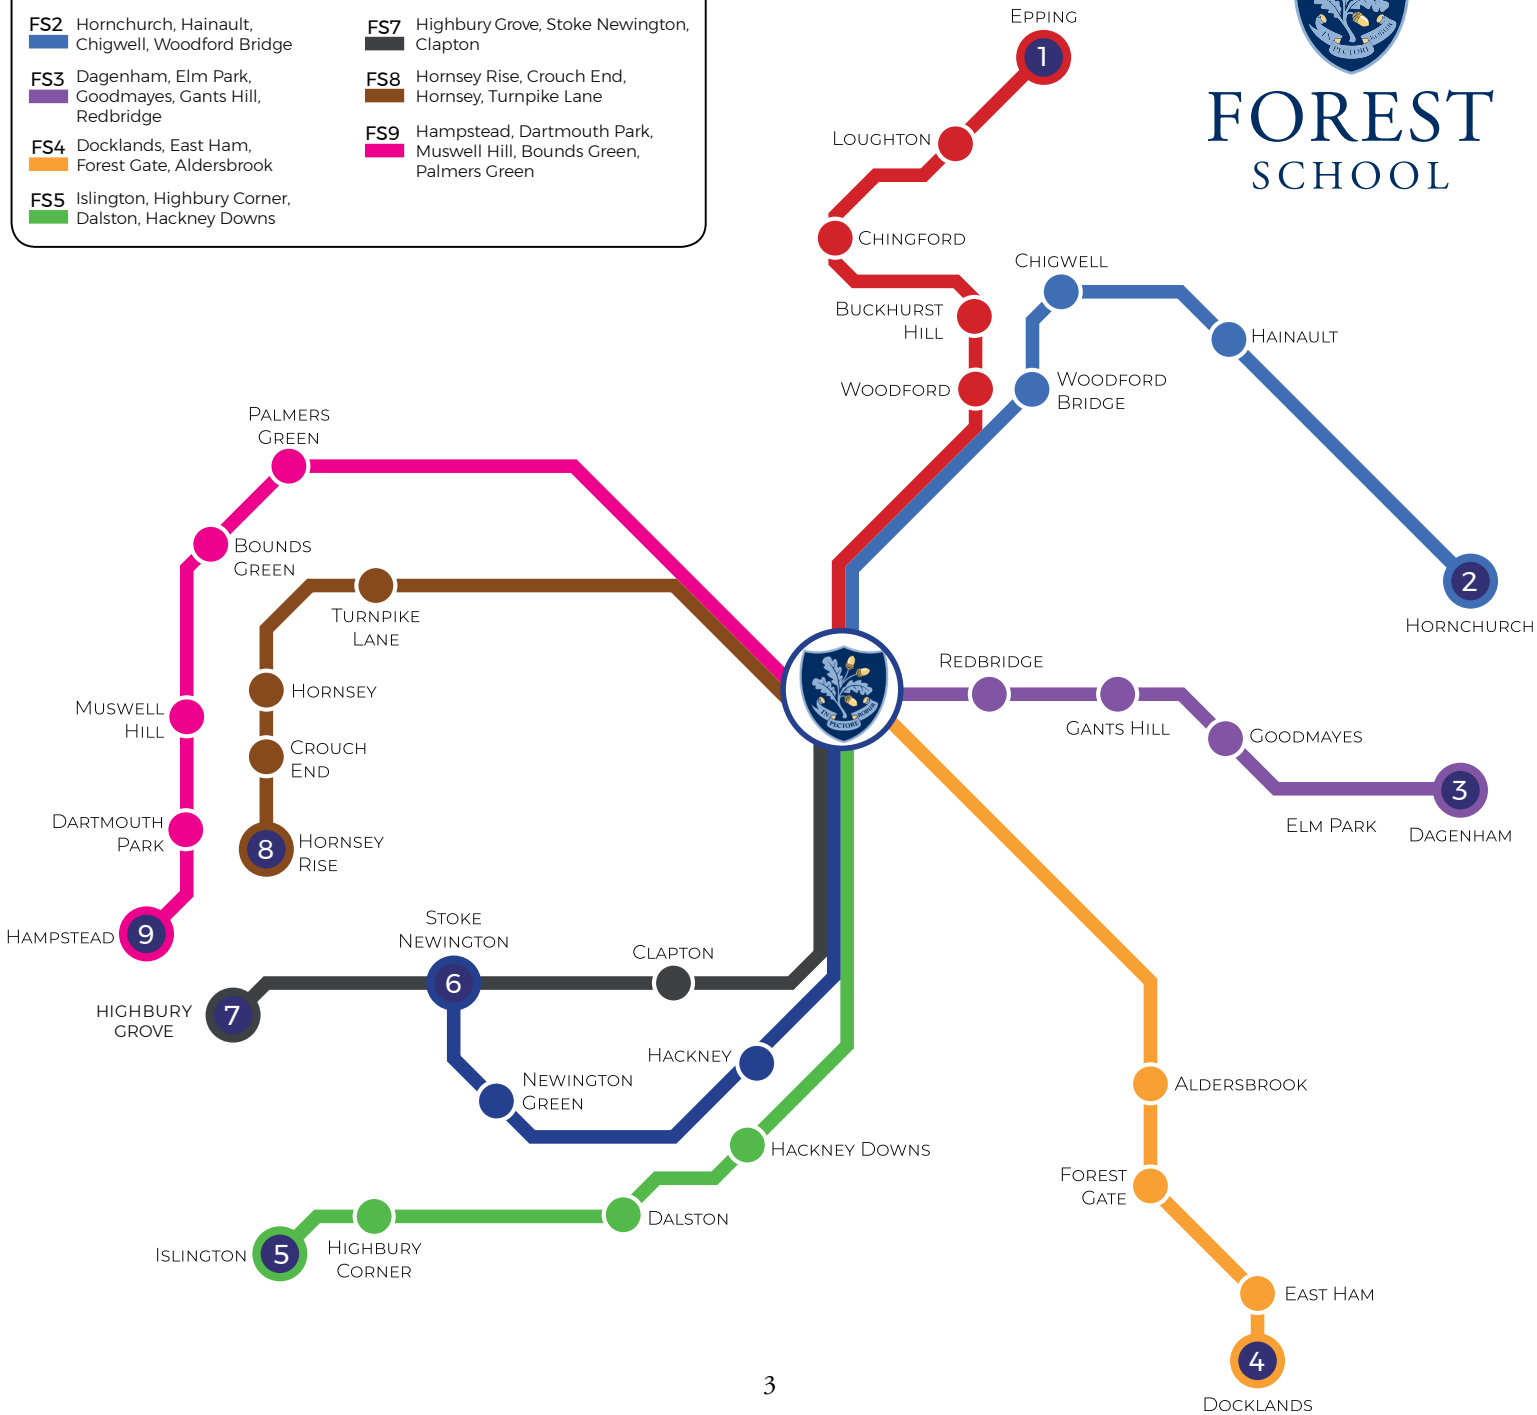 FS2 Hornchurch, Hainault,
Chigwell, Woodford Bridge
FS3 Dagenham, Elm Park,
Goodmayes, Gants Hill,
Redbridge
FS4 Docklands, East Ham,
Forest Gate, Aldersbrook
FS5 Islington, Highbury Corner,
Dalston, Hackney Downs
FS7 Highbury Grove, Stoke Newington,
Clapton
FS8 Hornsey Rise, Crouch End,
Hornsey, Turnpike Lane
FS9 Hampstead, Dartmouth Park,
Muswell Hill, Bounds Green,
Palmers Green
IN PECTORE ROBUR
FOREST
SCHOOL
EPPING
1
LOUGHTON
CHINGFORD
BUCKHURST
HILL
WOODFORD
CHIGWELL
HAINAULT
WOODFORD
BRIDGE
2
HORNCHURCH
PALMERS
GREEN
BOUNDS
GREEN
TURNPIKE
LANE
HORNSEY
MUSWELL
HILL
CROUCH
END
DARTMOUTH
PARK
8
HORNSEY
RISE
HAMPSTEAD
9
IN PECTORE ROBUR
REDBRIDGE
GANTS HILL
GOODMAYES
3
ELM PARK
DAGENHAM
STOKE
NEWINGTON
6
CLAPTON
HIGHBURY
GROVE
7
HACKNEY
NEWINGTON
GREEN
HACKNEY DOWNS
DALSTON
HIGHBURY
CORNER
ISLINGTON
5
ALDERSBROOK
FOREST
GATE
EAST HAM
4
DOCKLANDS
3